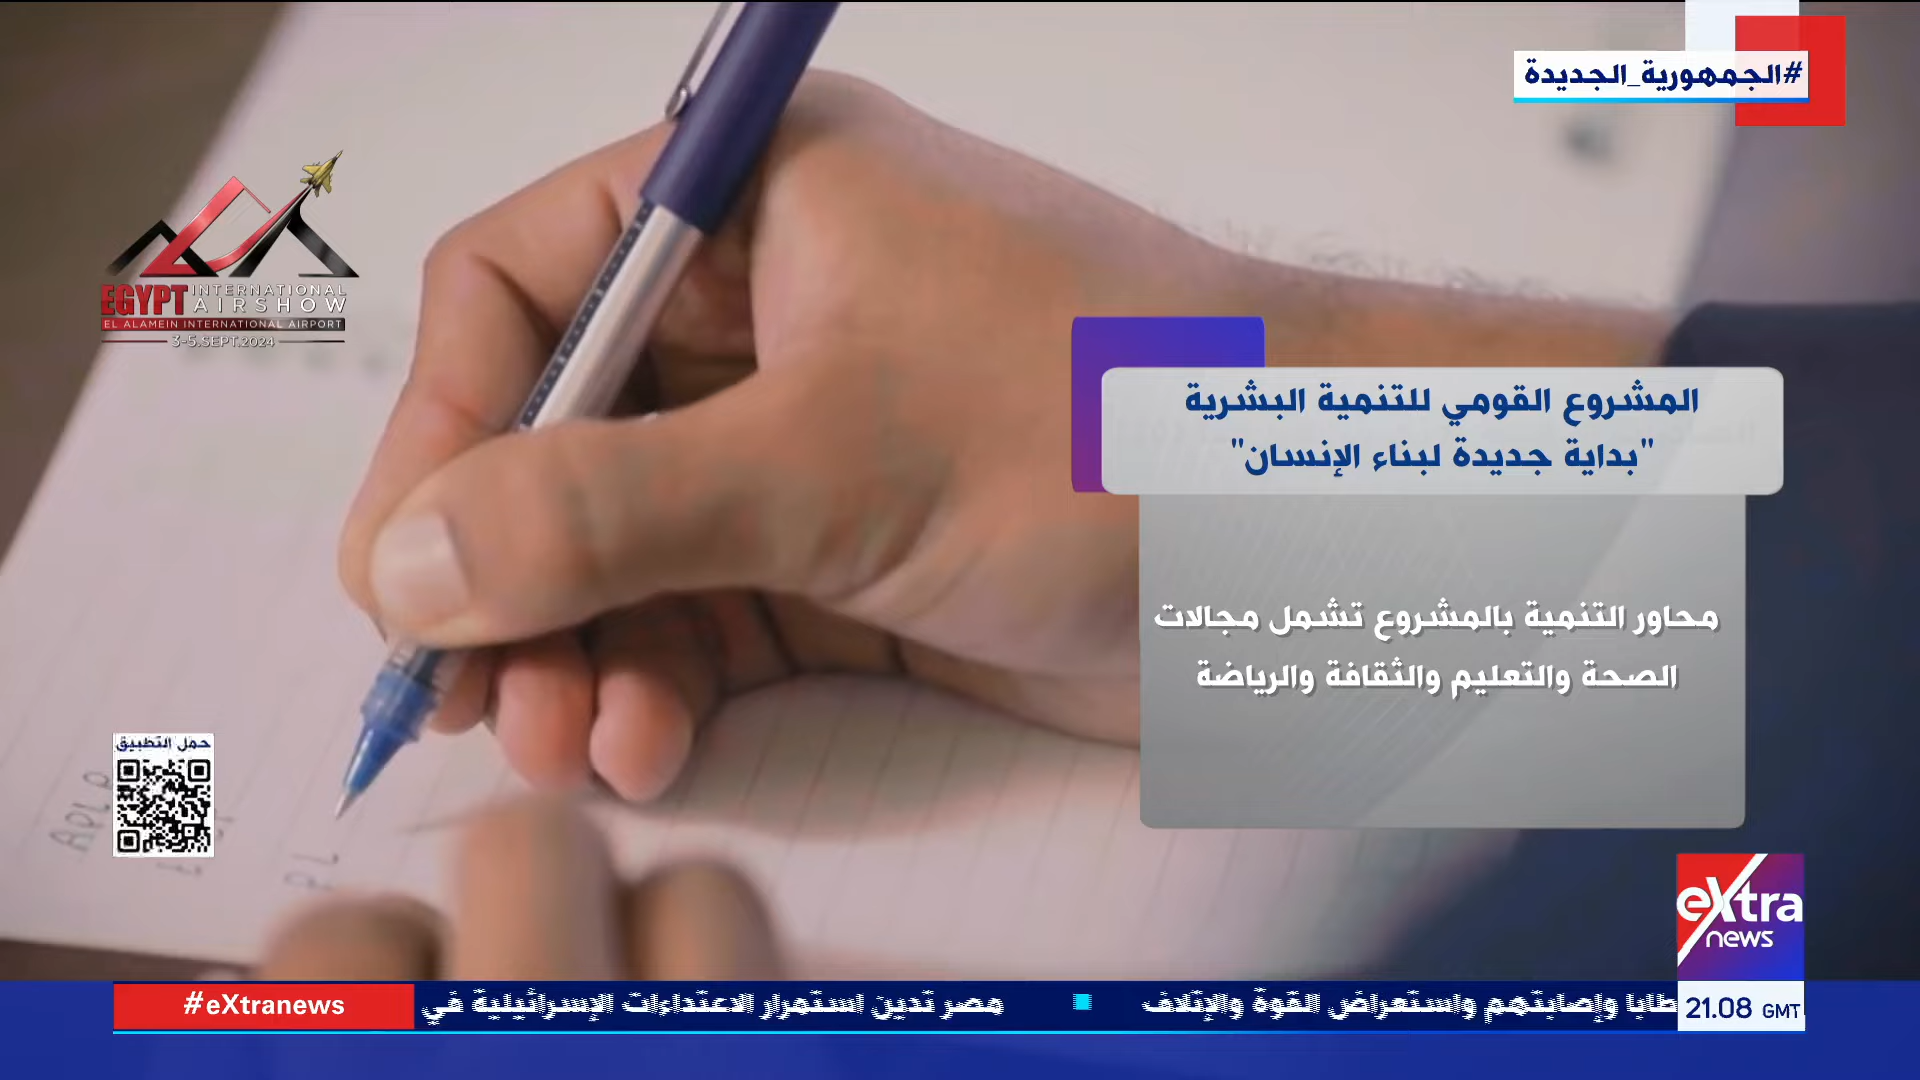 #الجمهورية_الجديدة
EGYPT INTERNATIONAL AIRSHOW
EL ALAMEIN INTERNATIONAL AIRPORT
3-5.SEPT.2024
المشروع القومي للتنمية البشرية
"بداية جديدة لبناء الإنسان"
محاور التنمية بالمشروع تشمل مجالات
الصحة والتعليم والثقافة والرياضة
حمل التطبيق
eXtra
news
#eXtranews
وإصابتهم واستعراض القوة والإتلاف
مصر تدين استمرار الاعتداءات الإسرائيلية في
21.08 GMT